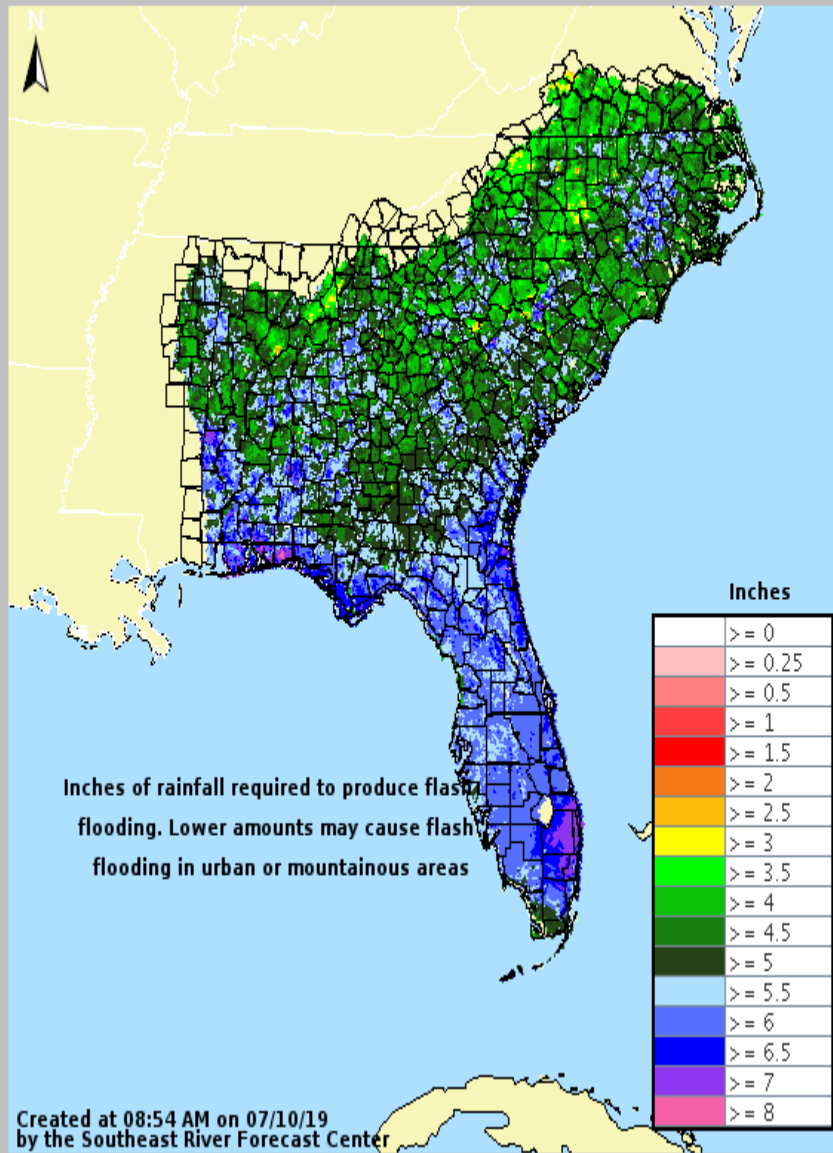 N
Inches of rainfall required to produce flash
flooding. Lower amounts may cause flash
flooding in urban or mountainous areas
Inches
>= 0
>= 0.25
>= 0.5
>= 1
>= 1.5
>= 2
>= 2.5
>= 3
>= 3.5
>= 4
>= 4.5
>= 5
>= 5.5
>= 6
>= 6.5
>= 7
>= 8
Created at 08:54 AM on 07/10/19
by the Southeast River Forecast Center